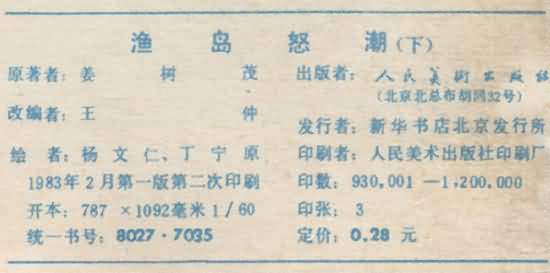 渔岛怒潮（下）
原著者：姜树茂
改编者：王仲
绘者：杨文仁、丁宁原
1983年2月第一版第二次印刷
开本：787×1092毫米1/60
统一书号：8027·7035
出版者：人民美術出版社
（北京北总布胡同32号）
发行者：新华书店北京发行所
印刷者：人民美术出版社印刷厂
印数：930,001—1,200,000
印张：3
定价：0.28元